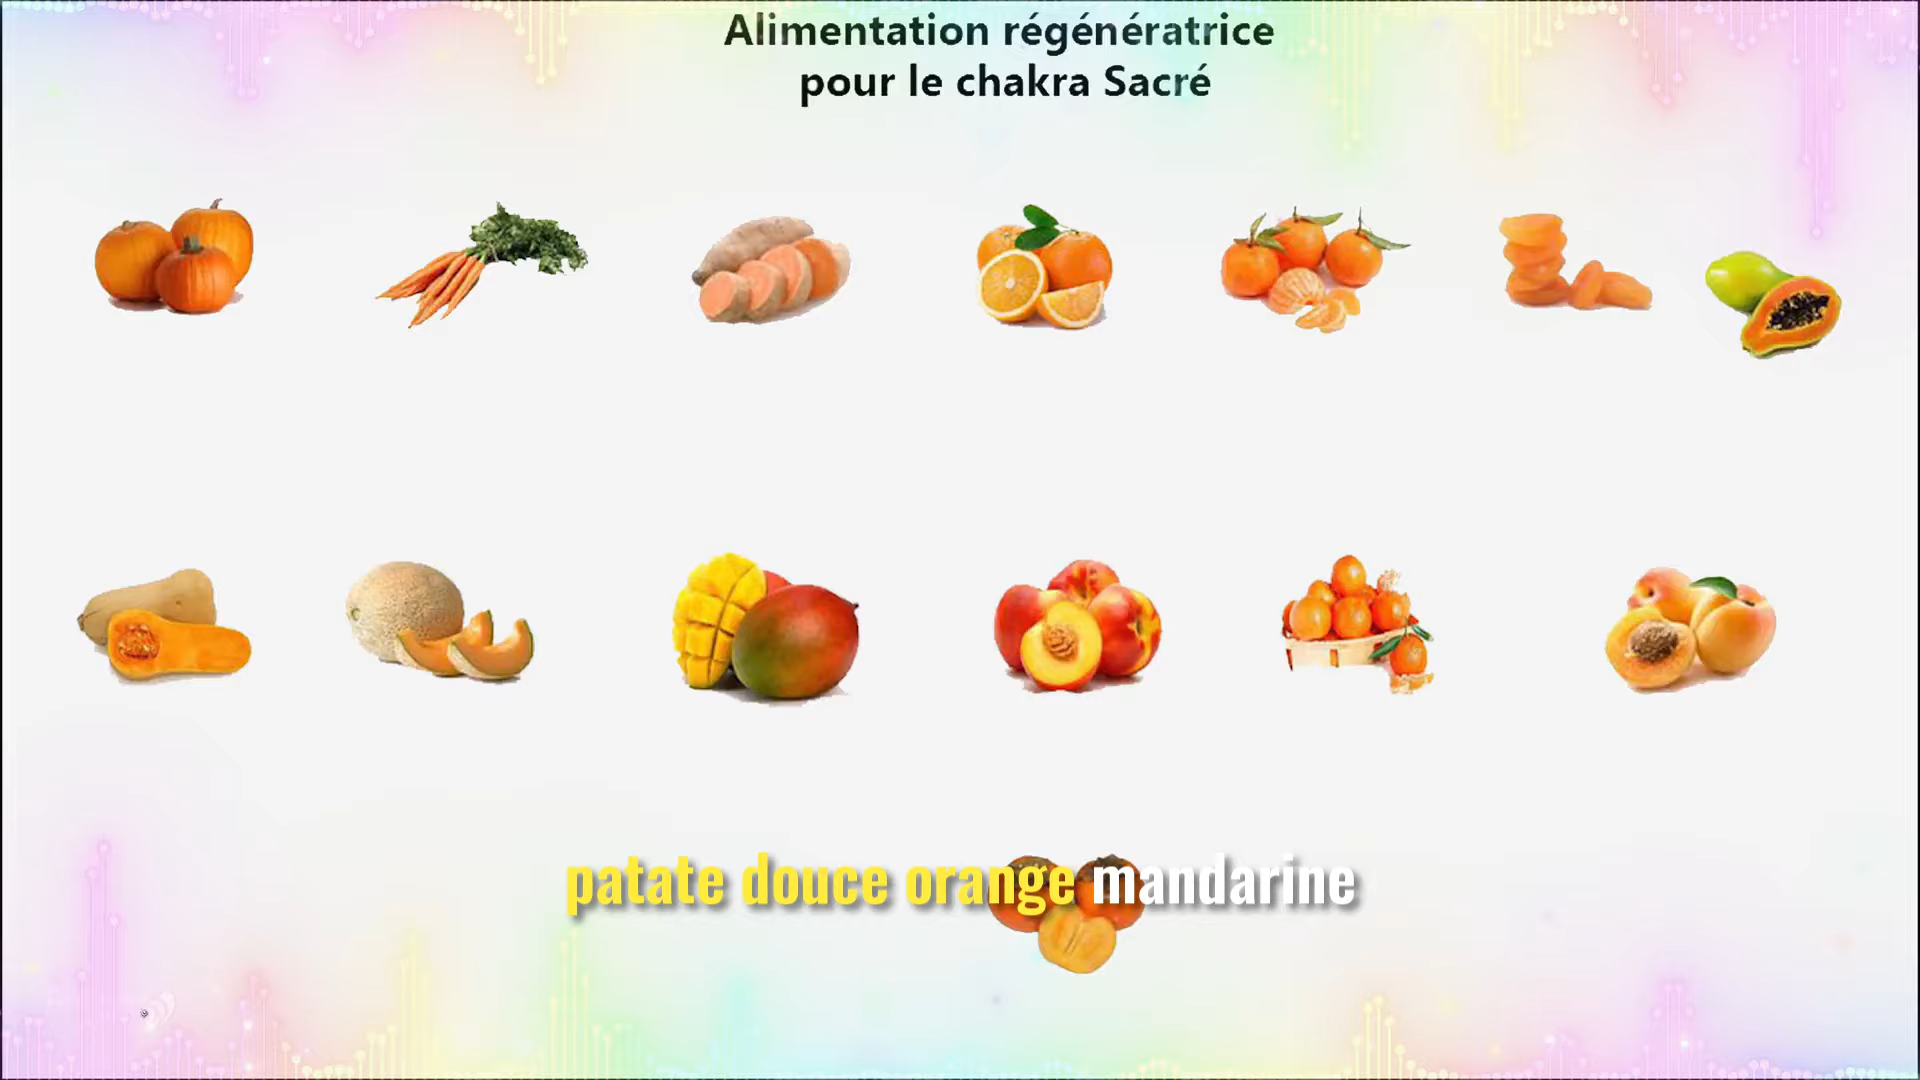 Alimentation régénératrice
pour le chakra Sacré
patate douce orange mandarine